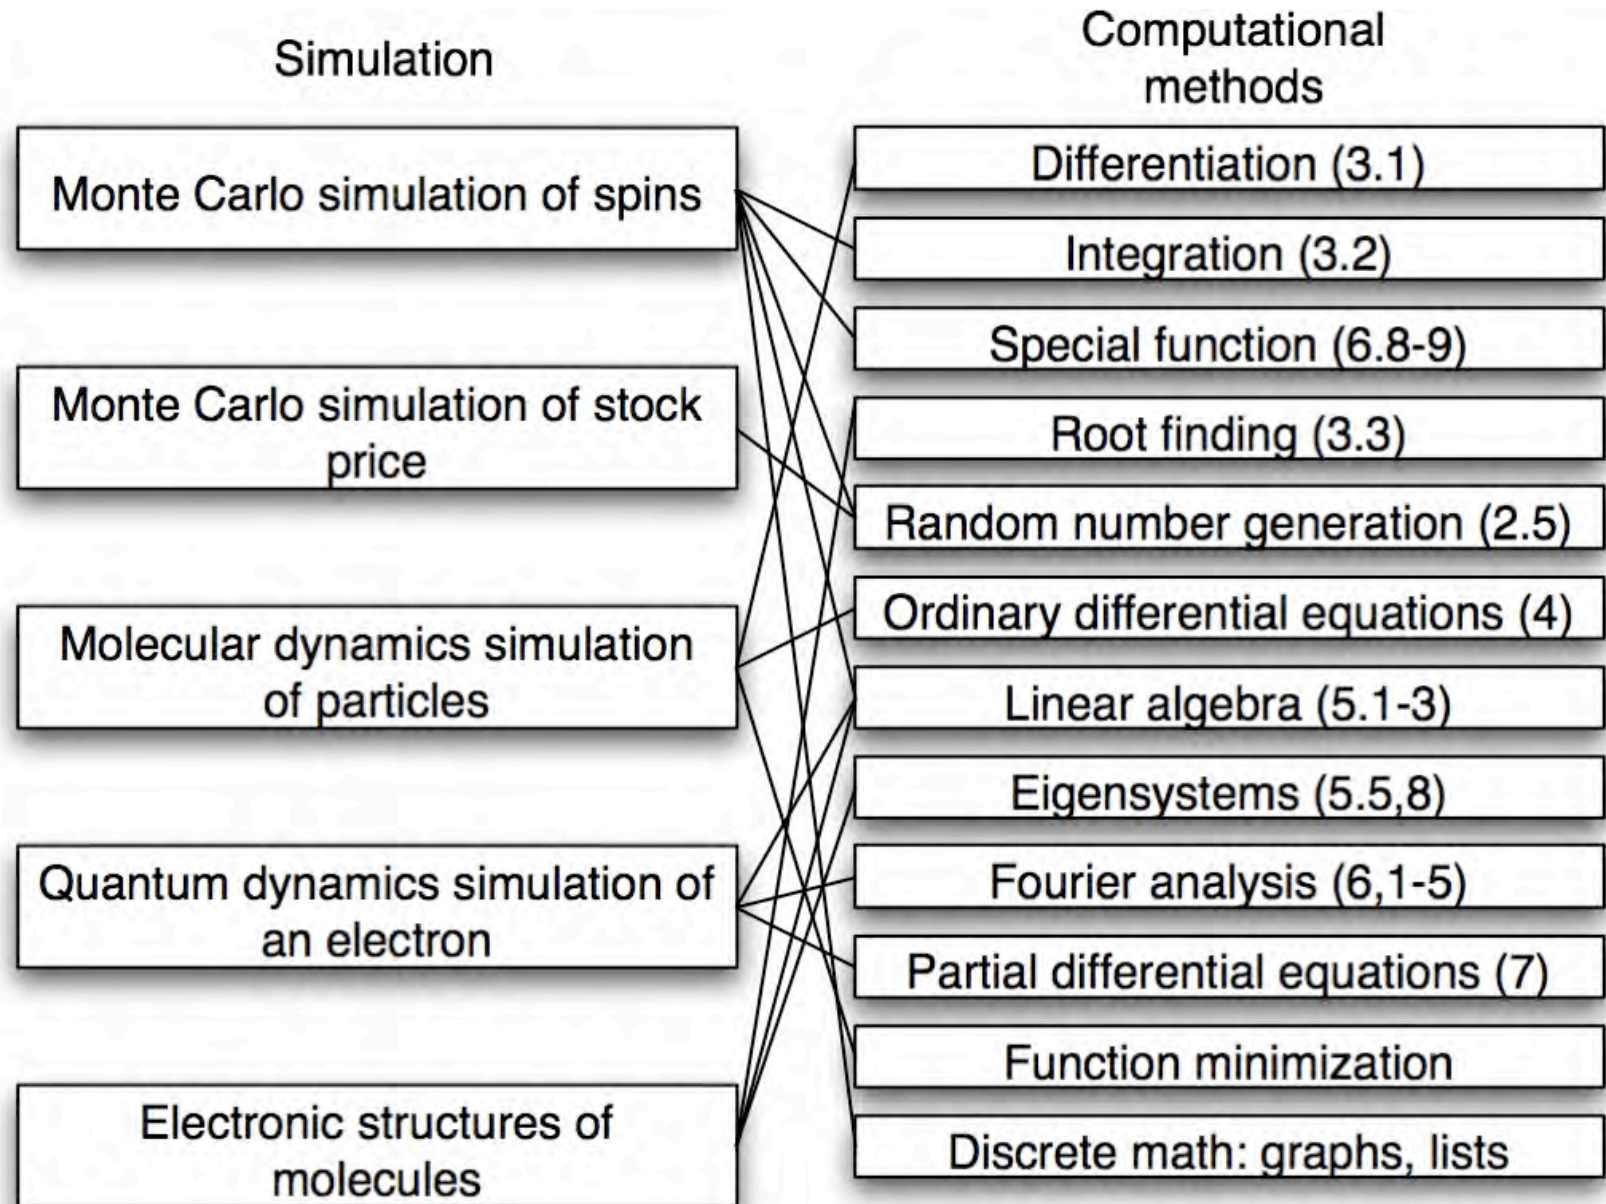 Simulation
Computational
methods
Monte Carlo simulation of spins
Monte Carlo simulation of stock
price
Molecular dynamics simulation
of particles
Quantum dynamics simulation of
an electron
Electronic structures of
molecules
Differentiation (3.1)
Integration (3.2)
Special function (6.8-9)
Root finding (3.3)
Random number generation (2.5)
Ordinary differential equations (4)
Linear algebra (5.1-3)
Eigensystems (5.5,8)
Fourier analysis (6,1-5)
Partial differential equations (7)
Function minimization
Discrete math: graphs, lists